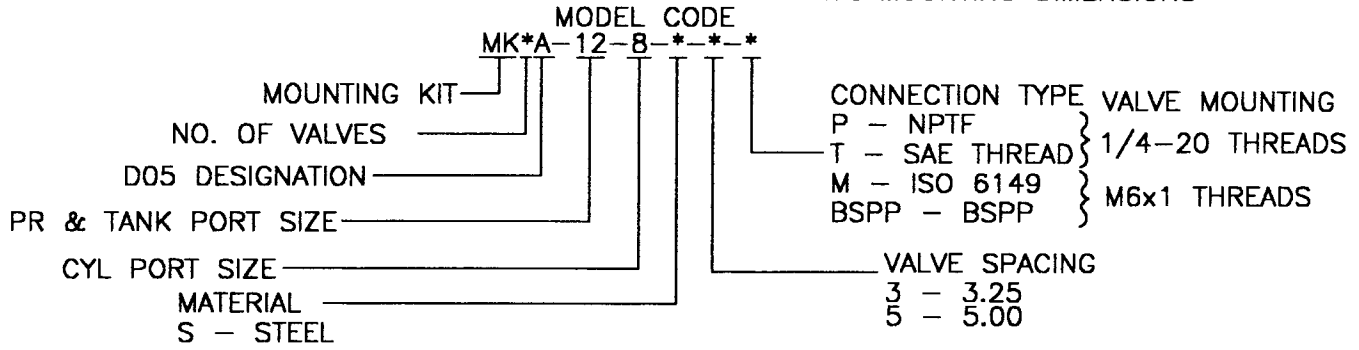 MODEL CODE
MK*A-12-8-*-*-*
MOUNTING KIT
NO. OF VALVES
D05 DESIGNATION
PR & TANK PORT SIZE
CYL PORT SIZE
MATERIAL
S - STEEL
CONNECTION TYPE
P - NPTF
T - SAE THREAD
M - ISO 6149
BSPP - BSPP
VALVE MOUNTING
1/4-20 THREADS
M6x1 THREADS
VALVE SPACING
3 - 3.25
5 - 5.00